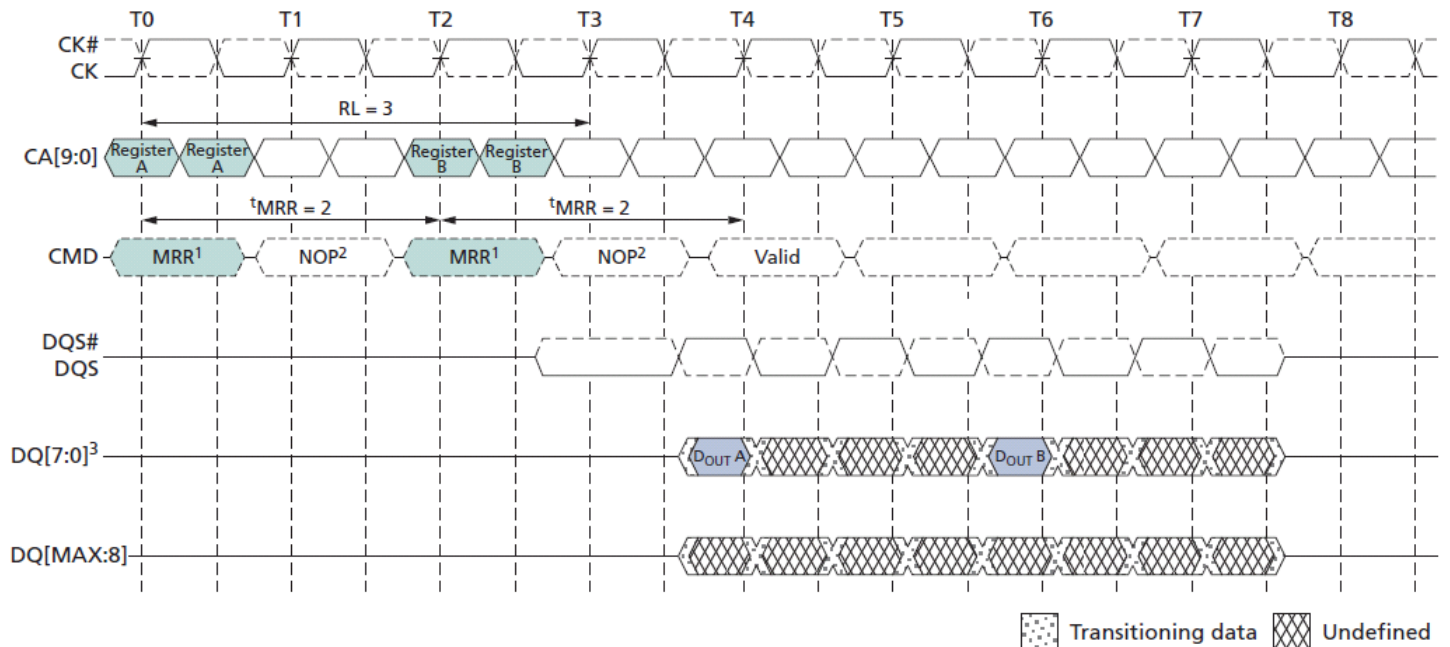 T0 T1 T2 T3 T4 T5 T6 T7 T8
CK#
CK
RL = 3
CA[9:0]
Register A Register A Register B Register B
tMRR = 2 tMRR = 2
CMD MRR1 NOP2 MRR1 NOP2 Valid
DQS#
DQS
DQ[7:0]3 DOUT A DOUT B
DQ[MAX:8]
Transitioning data Undefined